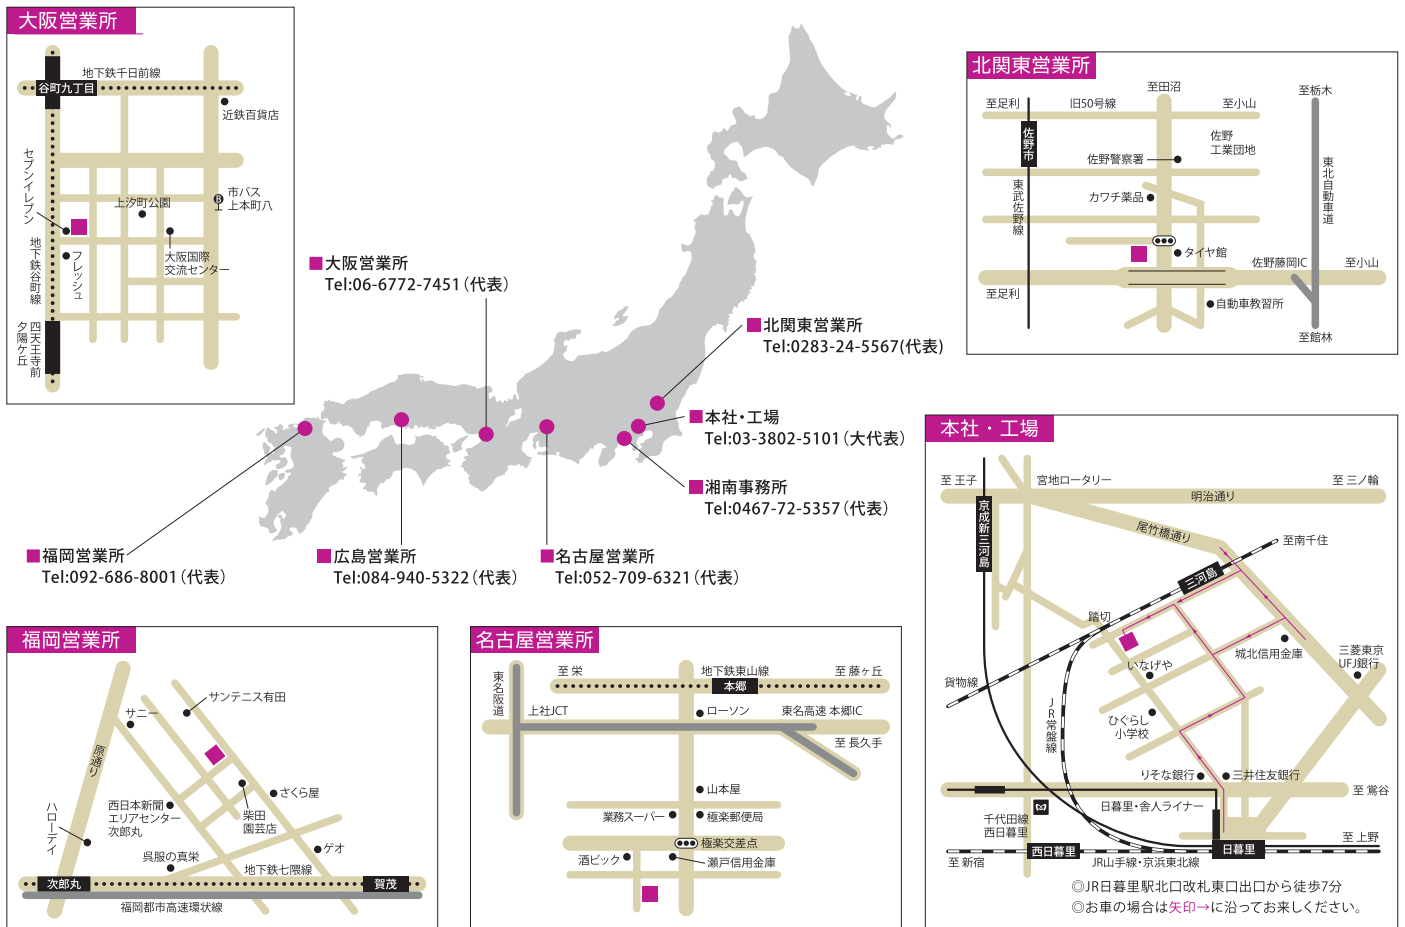 大阪営業所
地下鉄千日前線
谷町九丁目
近鉄百貨店
セブンイレブン
上汐町公園
市バス
上本町八
B
地下鉄谷町線
フレッシュ
大阪国際
交流センター
四天王寺前
夕陽ケ丘
北関東営業所
至足利
旧50号線
至田沼
至小山
至栃木
佐野市
佐野
工業団地
佐野警察署
東武佐野線
カワチ薬品
東北自動車道
タイヤ館
佐野藤岡IC
至小山
至足利
自動車教習所
至館林
大阪営業所
Tel:06-6772-7451（代表）
北関東営業所
Tel:0283-24-5567(代表)
本社・工場
Tel:03-3802-5101（大代表）
湘南事務所
Tel:0467-72-5357（代表）
福岡営業所
Tel:092-686-8001（代表）
広島営業所
Tel:084-940-5322（代表）
名古屋営業所
Tel:052-709-6321（代表）
本社・工場
至 王子
宮地ロータリー
明治通り
至 三ノ輪
京成新三河島
尾竹橋通り
至南千住
三河島
踏切
いなげや
城北信用金庫
三菱東京
UFJ銀行
貨物線
JR常磐線
ひぐらし
小学校
りそな銀行
三井住友銀行
至 鶯谷
日暮里・舎人ライナー
千代田線
西日暮里
至 上野
至 新宿
西日暮里
JR山手線・京浜東北線
日暮里
◎JR日暮里駅北口改札東口出口から徒歩7分
◎お車の場合は矢印→に沿ってお来しください。
福岡営業所
サンテニス有田
サニー
原通り
さくら屋
ハローデイ
西日本新聞
エリアセンター
次郎丸
柴田
園芸店
呉服の真栄
ゲオ
地下鉄七隈線
次郎丸
賀茂
福岡都市高速環状線
名古屋営業所
東名阪道
至 栄
地下鉄東山線
本郷
至 藤ヶ丘
上社JCT
ローソン
東名高速 本郷IC
至 長久手
山本屋
業務スーパー
極楽郵便局
極楽交差点
酒ビック
瀬戸信用金庫